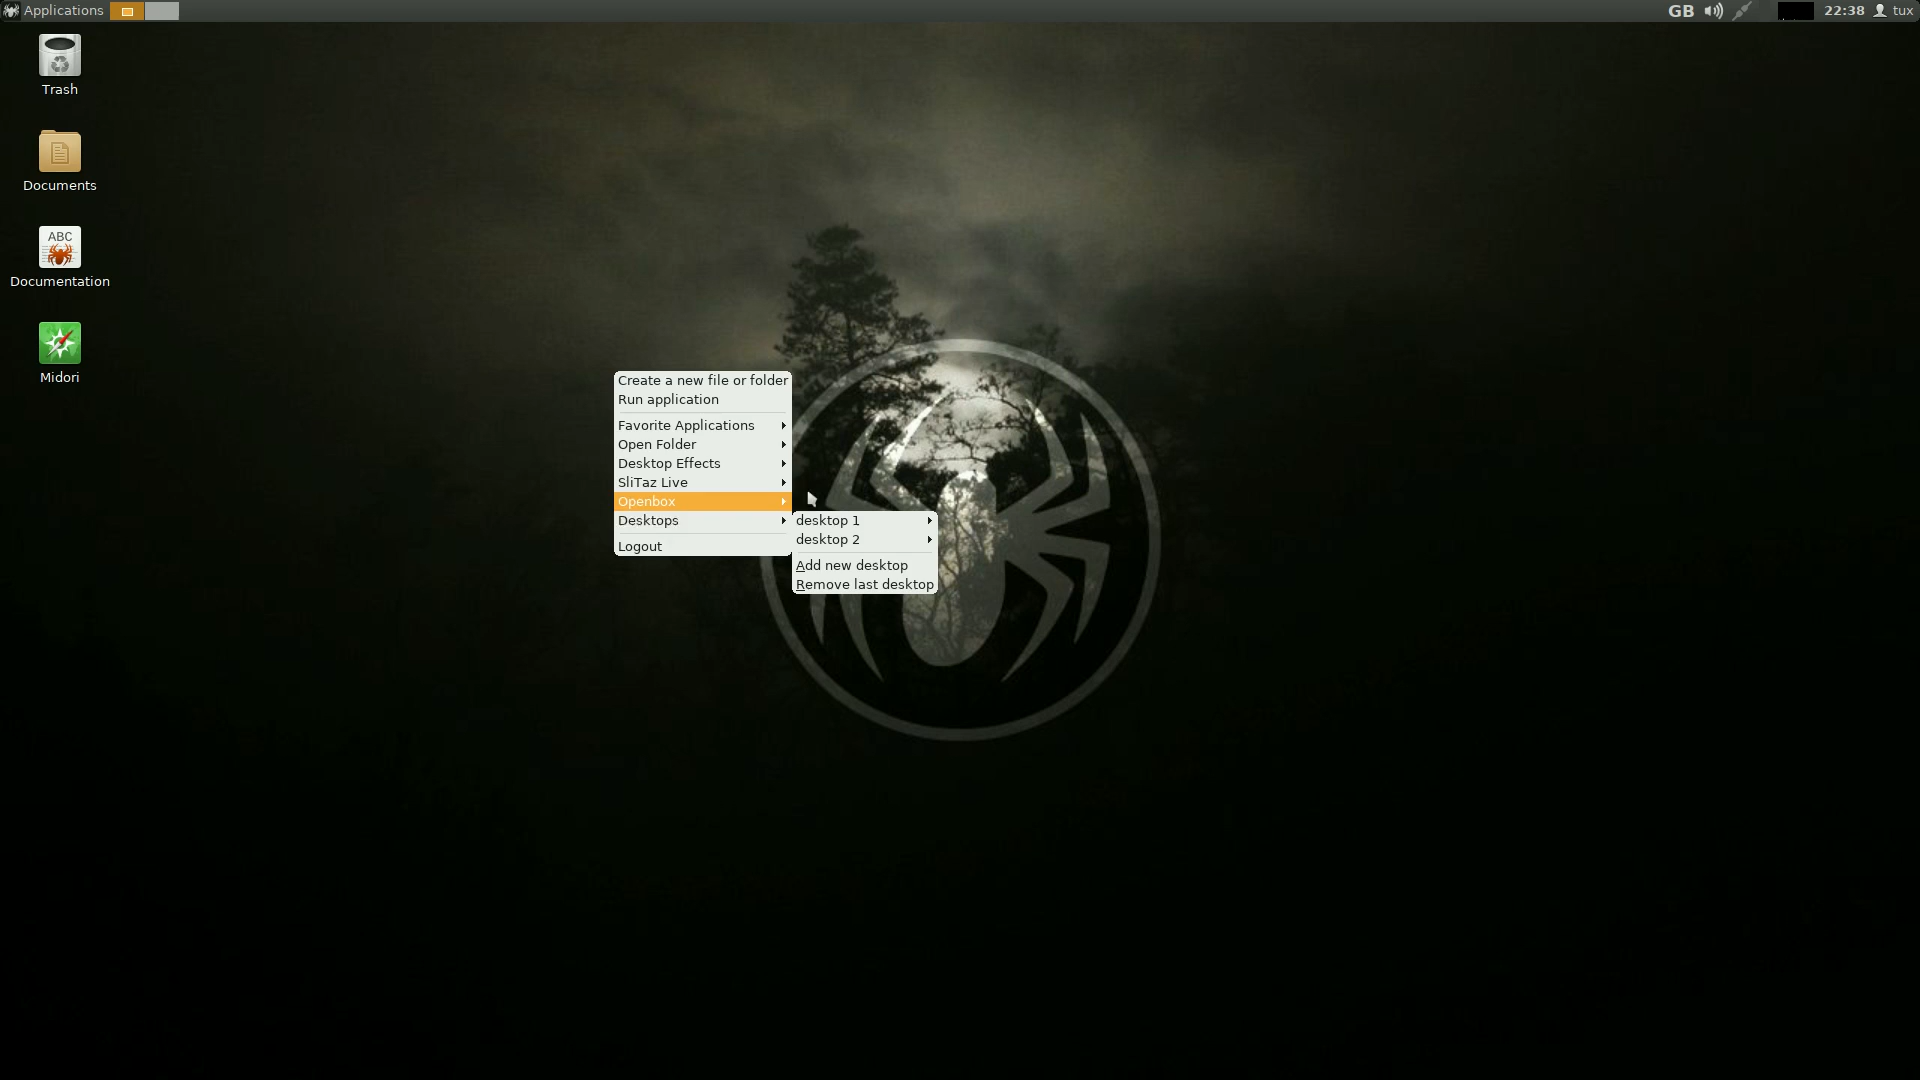 Applications
GB
22:38
tux
Trash
Documents
ABC
Documentation
Midori
Create a new file or folder
Run application
Favorite Applications
Open Folder
Desktop Effects
SliTaz Live
Openbox
Desktops
Logout
desktop 1
desktop 2
Add new desktop
Remove last desktop